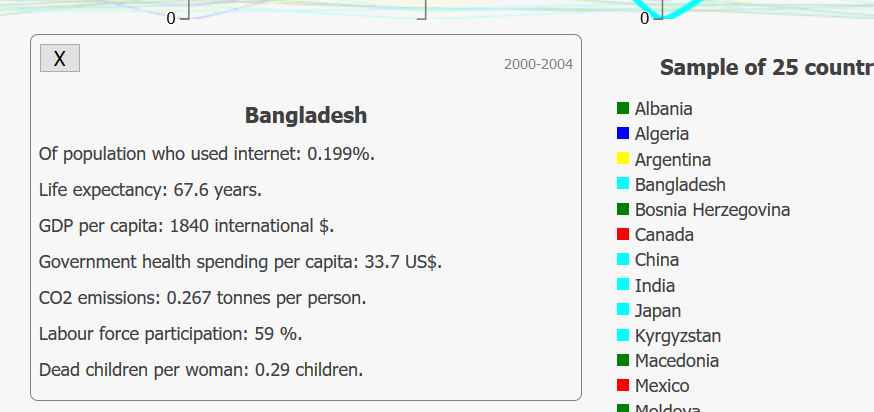 0
0
X
2000-2004
Bangladesh
Of population who used internet: 0.199%.
Life expectancy: 67.6 years.
GDP per capita: 1840 international $.
Government health spending per capita: 33.7 US$.
CO2 emissions: 0.267 tonnes per person.
Labour force participation: 59 %.
Dead children per woman: 0.29 children.
Sample of 25 countr
Albania
Algeria
Argentina
Bangladesh
Bosnia Herzegovina
Canada
China
India
Japan
Kyrgyzstan
Macedonia
Mexico
Moldova